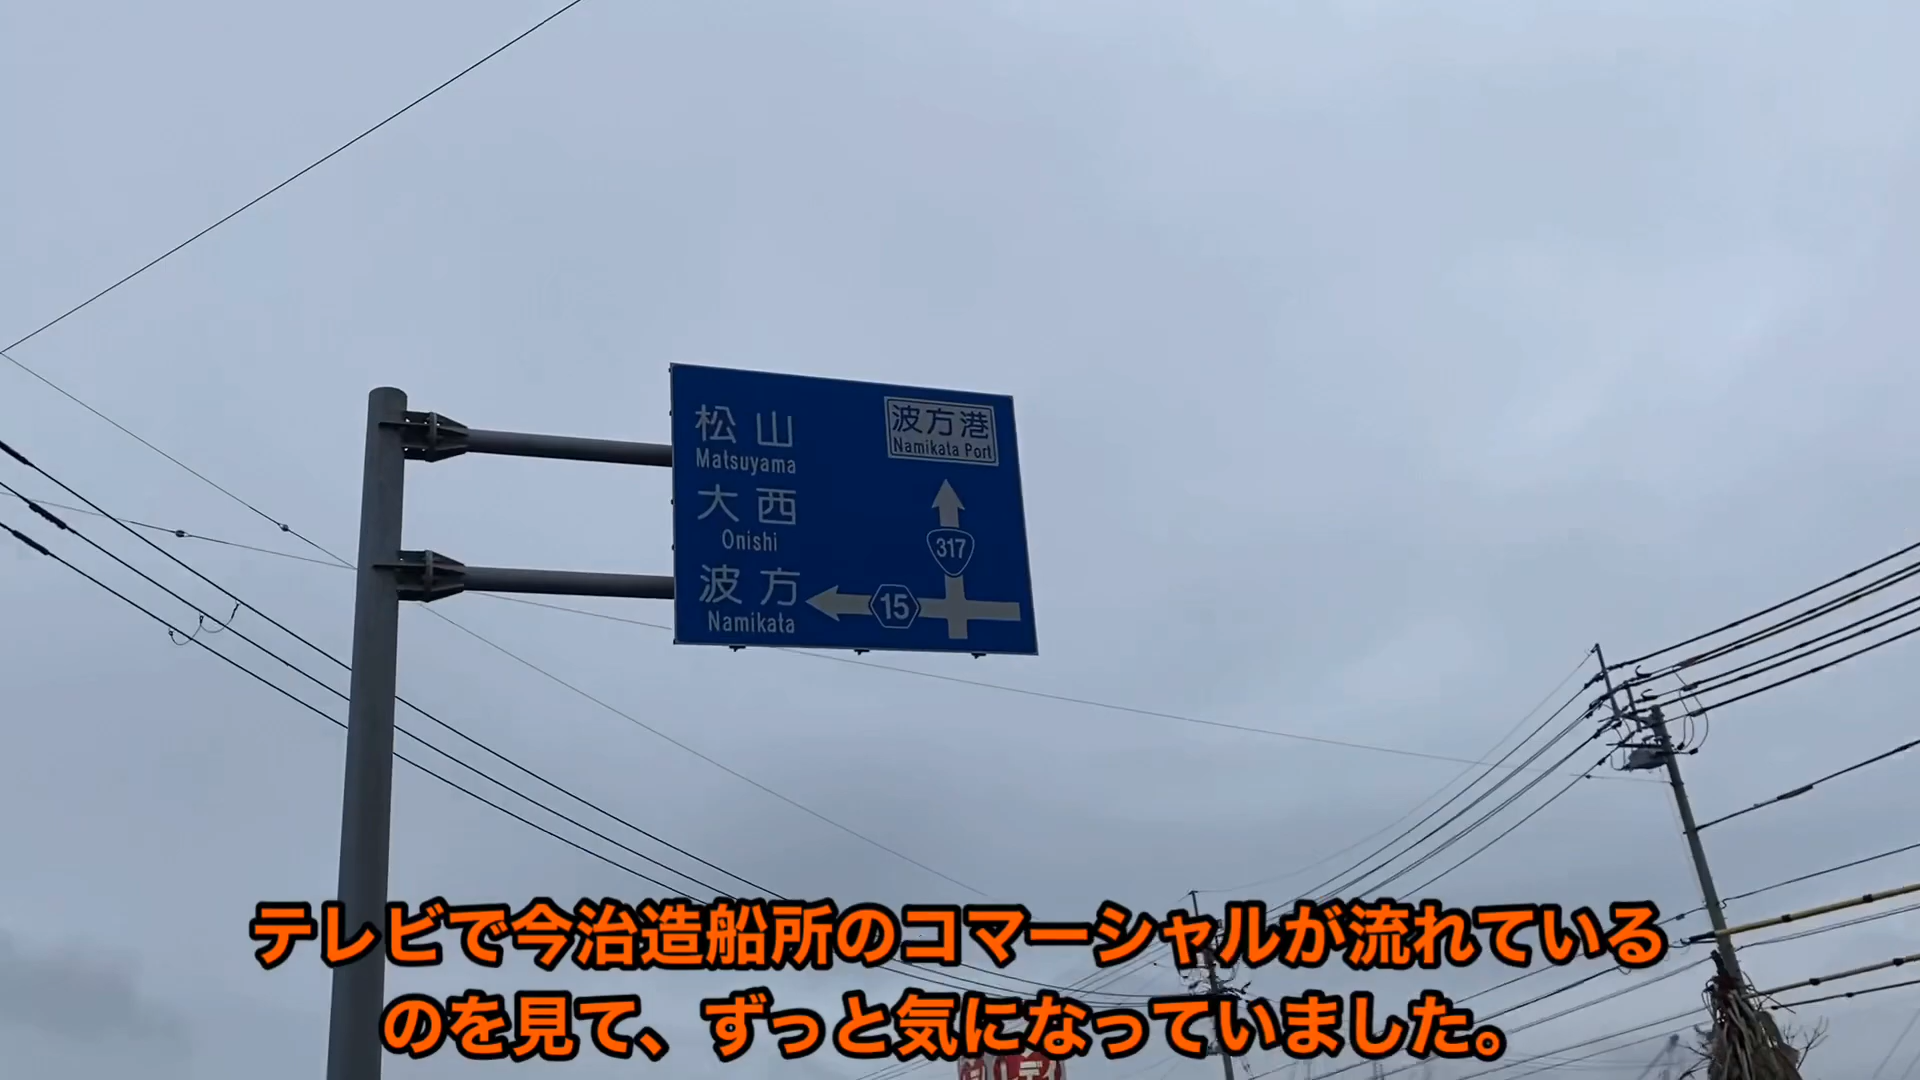 松山
Matsuyama
大西
Onishi
波方
Namikata
波方港
Namikata Port
317
15
テレビで今治造船所のコマーシャルが流れている
のを見て、ずっと気になっていました。